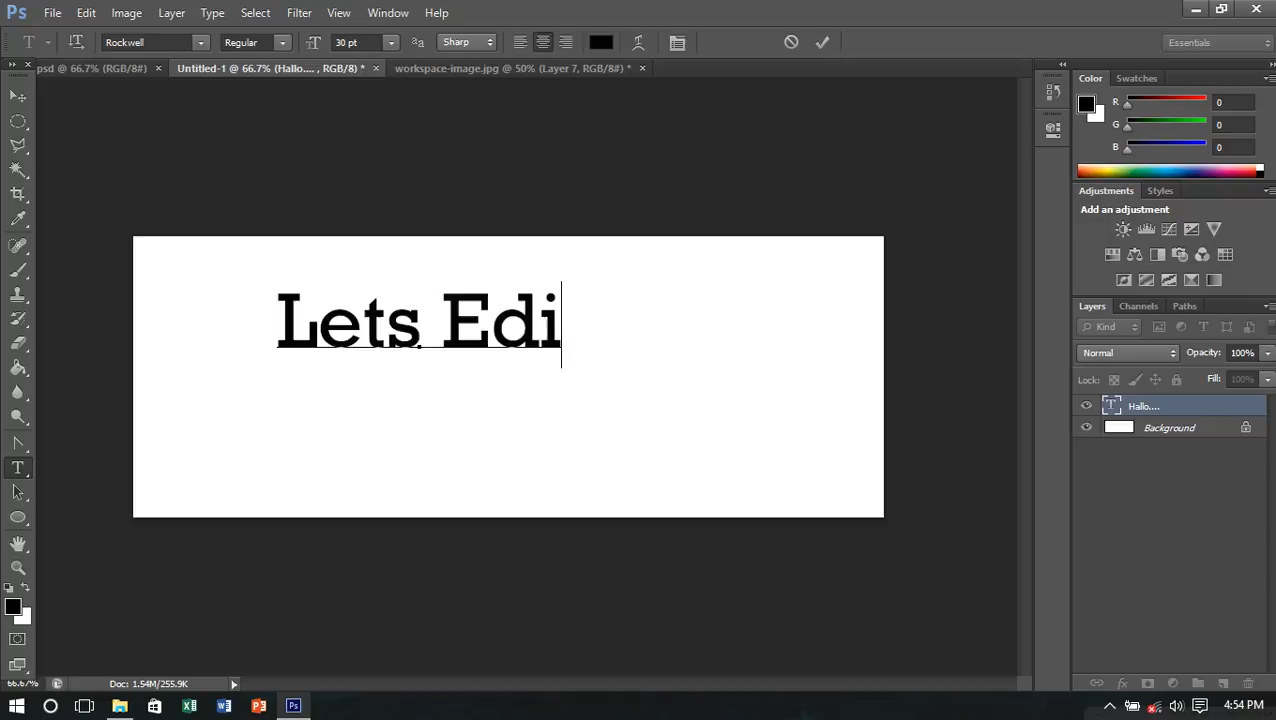 Ps File Edit Image Layer Type Select Filter View Window Help
T Rockwell Regular 30 pt Sharp Essentials
psd @ 66.7% (RGB/8#) × Untitled-1 @ 66.7% (Hallo.... , RGB/8) * × workspace-image.jpg @ 50% (Layer 7, RGB/8#) * ×
Color Swatches
R 0
G 0
B 0
Adjustments Styles
Add an adjustment
Lets Edi
Layers Channels Paths
Kind
Normal Opacity: 100%
Lock: Fill: 100%
T Hallo....
Background
66.67% Doc: 1.54M/255.9K
4:54 PM